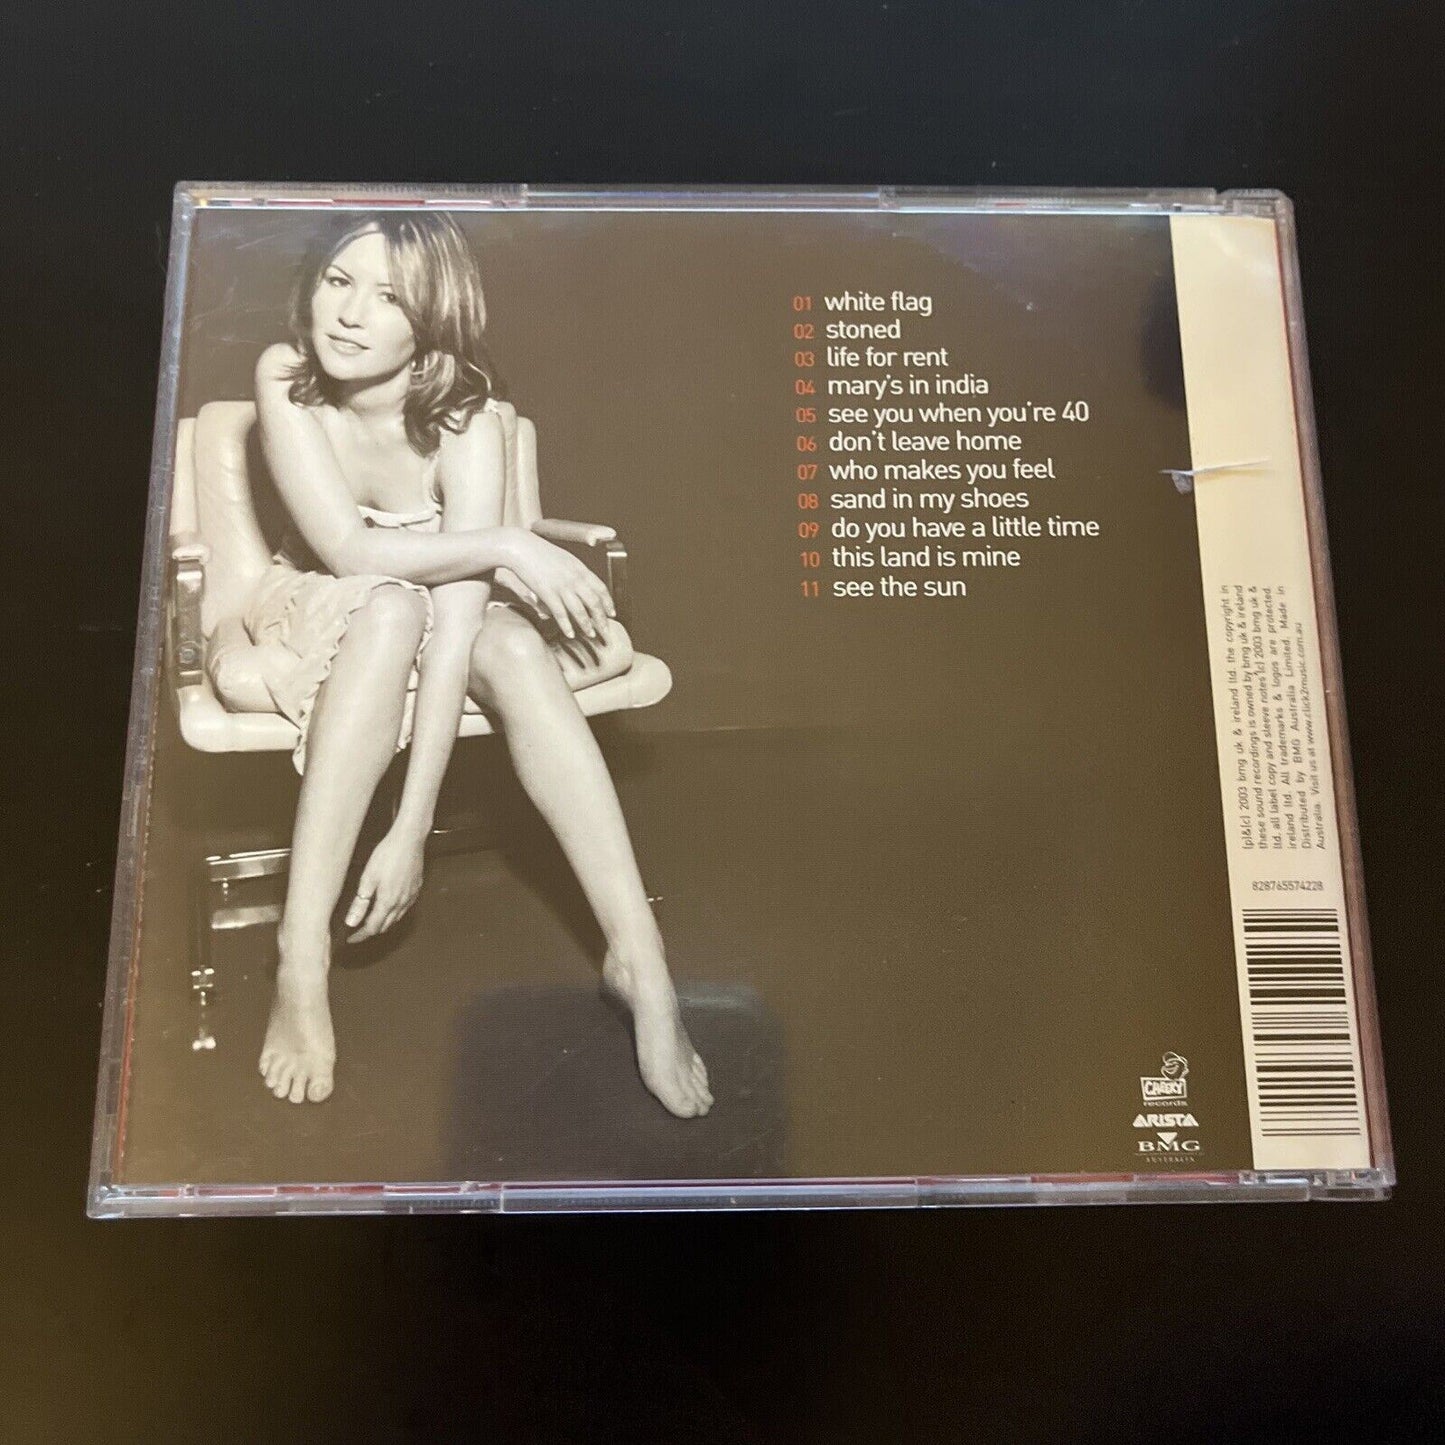 01 white flag
02 stoned
03 life for rent
04 mary's in india
05 see you when you're 40
06 don't leave home
07 who makes you feel
08 sand in my shoes
09 do you have a little time
10 this land is mine
11 see the sun
(p)&(c) 2003 bmg uk & ireland ltd. the copyright in
these sound recordings is owned by bmg uk & ireland
ltd. all label copy and sleeve notes (c) 2003 bmg uk &
ireland ltd. All trademarks & logos are protected.
Distributed by BMG Australia Limited. Made in
Australia. Visit us at www.click2music.com.au
828765574228
CHEEKY
records
ARISTA
BMG
AUSTRALIA